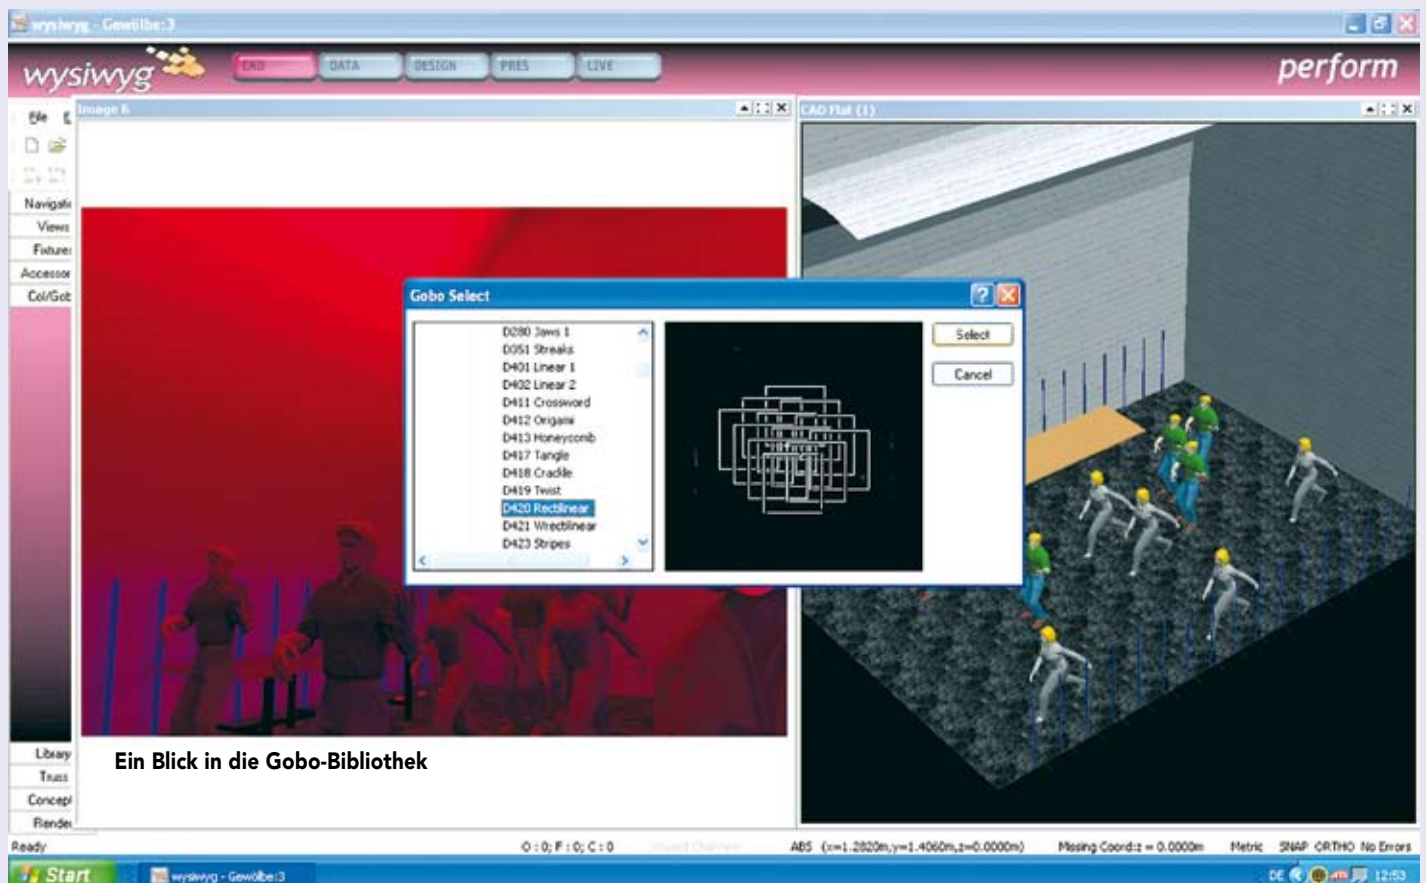 wysiwyg - Gewölbe:3
wysiwyg
CAD
DATA
DESIGN
PRES
LIVE
perform
File E
Image 6
CAD Flat (1)
Navigati
Views
Fixture
Accessor
Col/Gob
Gobo Select
D280 Jaws 1
D351 Streaks
D401 Linear 1
D402 Linear 2
D411 Crossword
D412 Origami
D413 Honeycomb
D417 Tangle
D418 Crackle
D419 Twist
D420 Rectilinear
D421 Wrectilinear
D423 Stripes
Select
Cancel
Library
Truss
Concept
Render
Ein Blick in die Gobo-Bibliothek
Ready
O : 0; F : 0; C : 0
ABS (x=1.2820m,y=1.4060m,z=0.0000m)
Missing Coord:z = 0.0000m
Metric
SNAP ORTHO No Errors
Start
wysiwyg - Gewölbe:3
DE
12:53